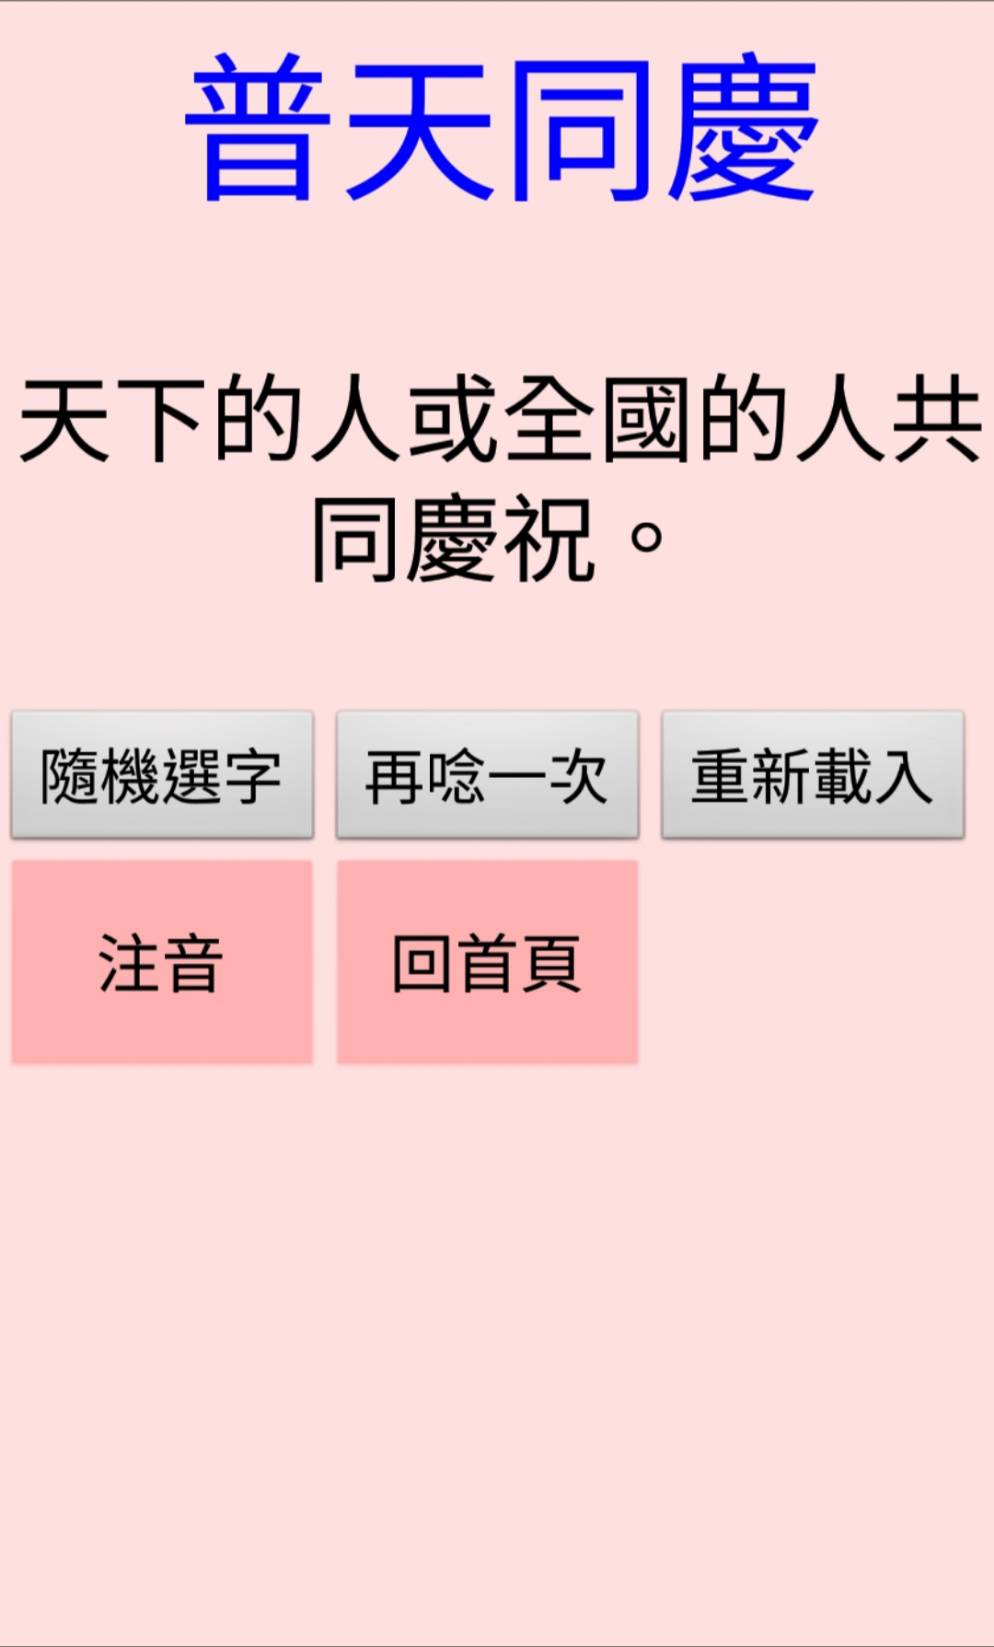 普天同慶
天下的人或全國的人共
同慶祝。
隨機選字 再唸一次 重新載入
注音 回首頁